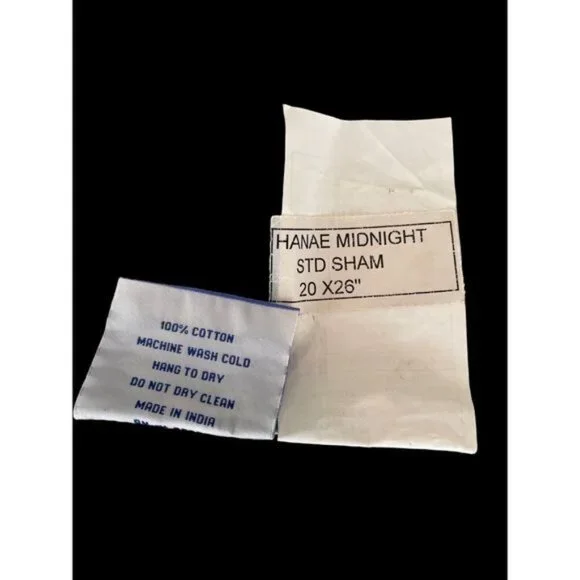 HANAE MIDNIGHT
STD SHAM
20 X26"
100% COTTON
MACHINE WASH COLD
HANG TO DRY
DO NOT DRY CLEAN
MADE IN INDIA